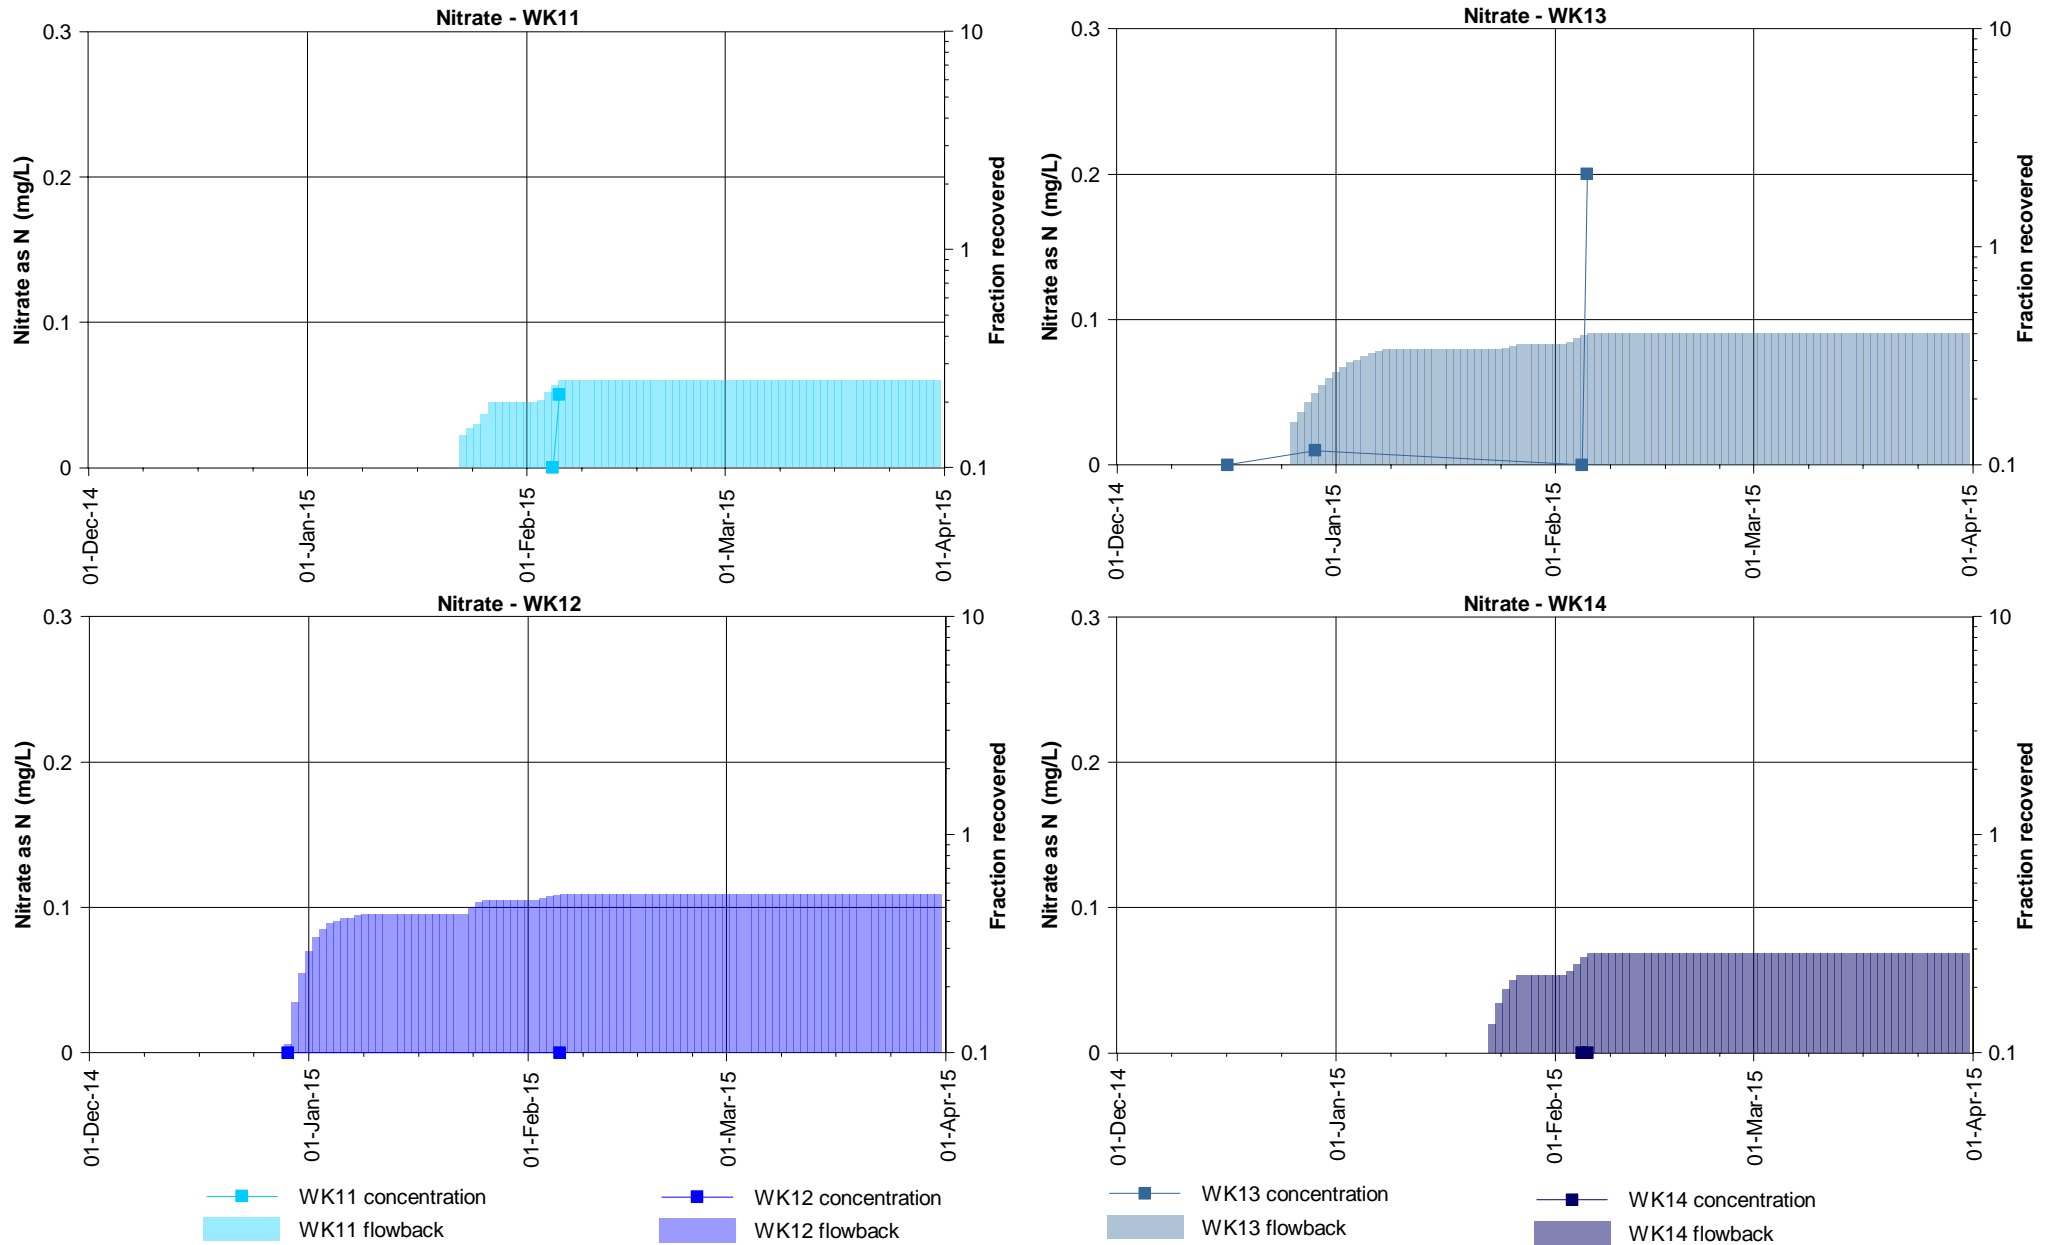 Nitrate - WK11
0.3
0.2
0.1
0
Nitrate as N (mg/L)
10
1
0.1
Fraction recovered
01-Dec-14
01-Jan-15
01-Feb-15
01-Mar-15
01-Apr-15
Nitrate - WK13
0.3
0.2
0.1
0
Nitrate as N (mg/L)
10
1
0.1
Fraction recovered
01-Dec-14
01-Jan-15
01-Feb-15
01-Mar-15
01-Apr-15
Nitrate - WK12
0.3
0.2
0.1
0
Nitrate as N (mg/L)
10
1
0.1
Fraction recovered
01-Dec-14
01-Jan-15
01-Feb-15
01-Mar-15
01-Apr-15
Nitrate - WK14
0.3
0.2
0.1
0
Nitrate as N (mg/L)
10
1
0.1
Fraction recovered
01-Dec-14
01-Jan-15
01-Feb-15
01-Mar-15
01-Apr-15
WK11 concentration
WK11 flowback
WK12 concentration
WK12 flowback
WK13 concentration
WK13 flowback
WK14 concentration
WK14 flowback